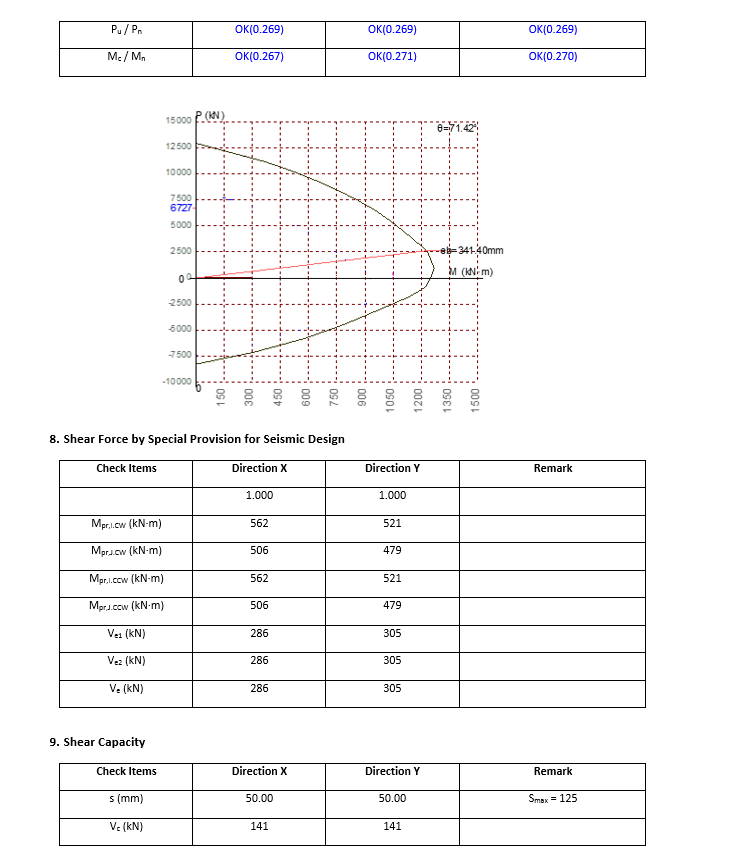 Pu / Pn OK(0.269) OK(0.269) OK(0.269)
Mc / Mn OK(0.267) OK(0.271) OK(0.270)
P (kN)
15000
θ=71.42°
12500
10000
7500
6727
5000
2500
eb=341.40mm
M (kN·m)
0
-2500
-5000
-7500
-10000
0 150 300 450 600 750 900 1050 1200 1350 1500
8. Shear Force by Special Provision for Seismic Design
Check Items Direction X Direction Y Remark
1.000 1.000
Mpr,I.CW (kN·m) 562 521
Mpr,J.CW (kN·m) 506 479
Mpr,I.CCW (kN·m) 562 521
Mpr,J.CCW (kN·m) 506 479
Ve1 (kN) 286 305
Ve2 (kN) 286 305
Ve (kN) 286 305
9. Shear Capacity
Check Items Direction X Direction Y Remark
s (mm) 50.00 50.00 Smax = 125
Vc (kN) 141 141